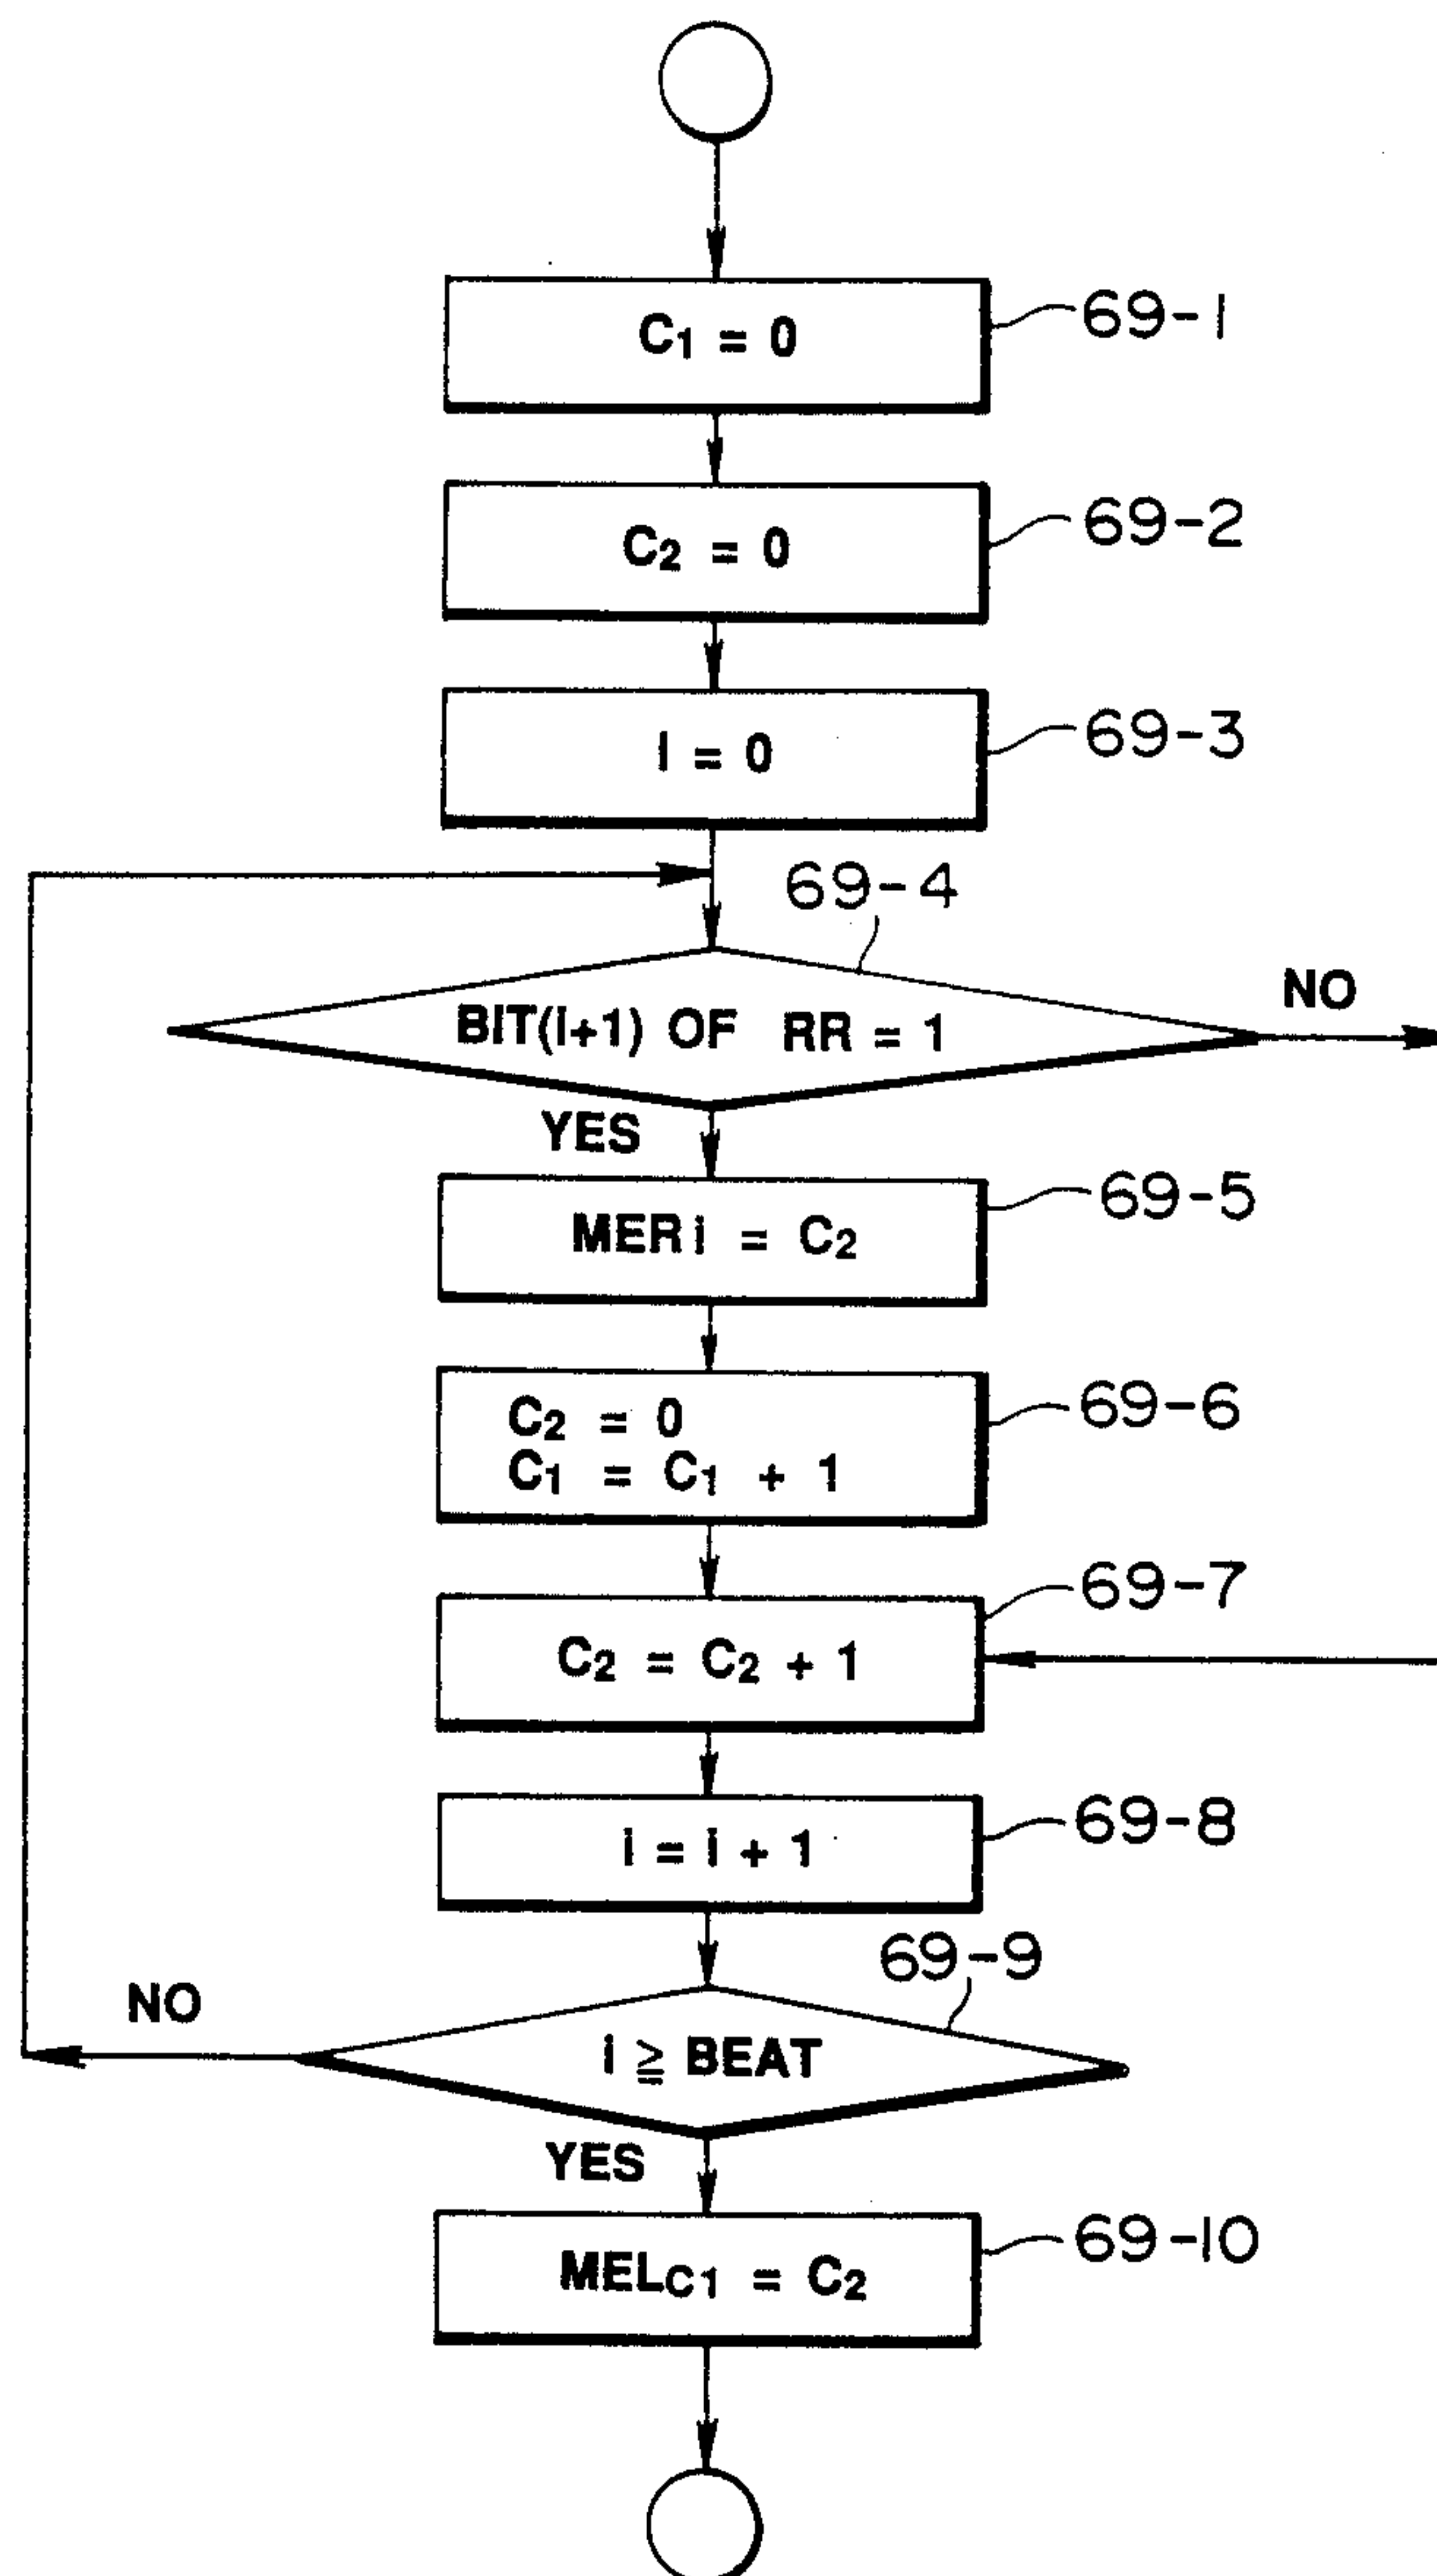 C1 = 0
69-1
C2 = 0
69-2
I = 0
69-3
69-4
BIT(i+1) OF RR = 1
NO
YES
MER i = C2
69-5
C2 = 0
C1 = C1 + 1
69-6
C2 = C2 + 1
69-7
i = i + 1
69-8
69-9
NO
i ≧ BEAT
YES
MELC1 = C2
69-10